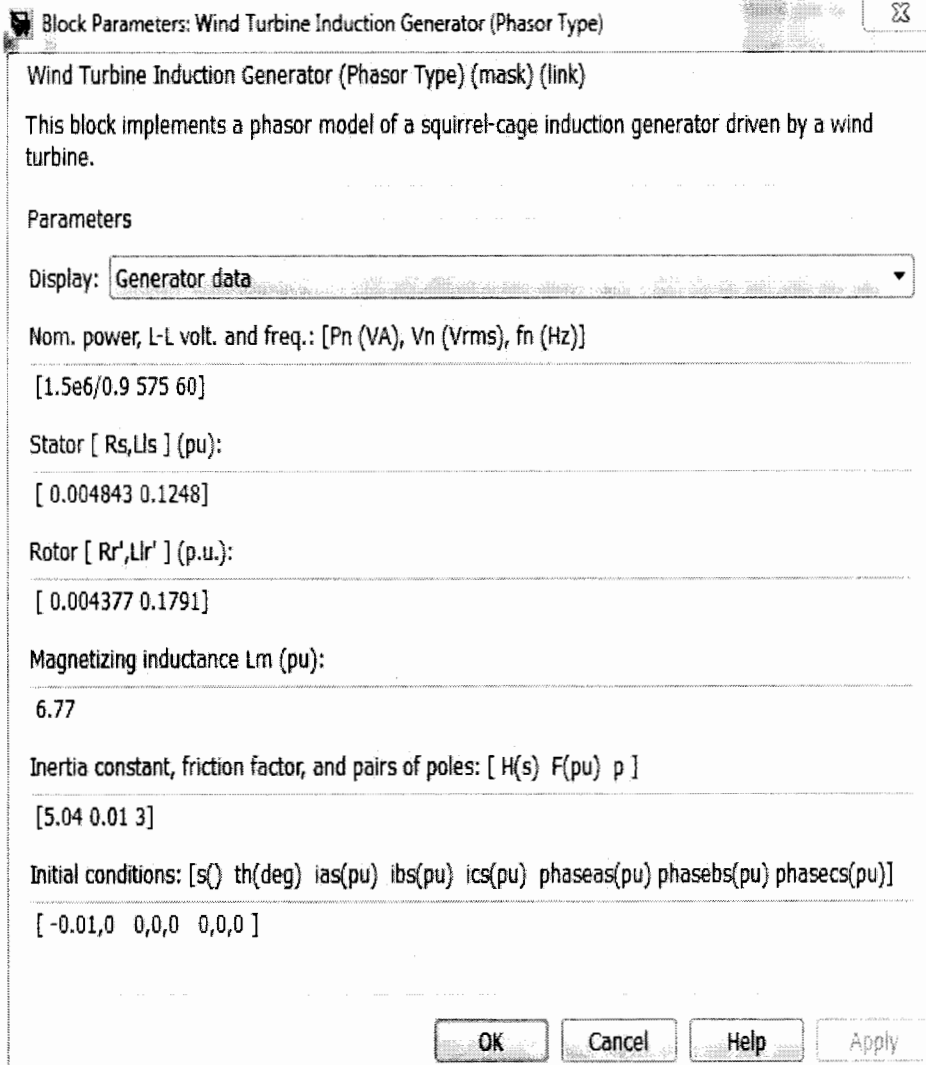 Block Parameters: Wind Turbine Induction Generator (Phasor Type)
Wind Turbine Induction Generator (Phasor Type) (mask) (link)
This block implements a phasor model of a squirrel-cage induction generator driven by a wind
turbine.
Parameters
Display: Generator data
Nom. power, L-L volt. and freq.: [Pn (VA), Vn (Vrms), fn (Hz)]
[1.5e6/0.9 575 60]
Stator [ Rs,Lls ] (pu):
[ 0.004843 0.1248]
Rotor [ Rr',Llr' ] (p.u.):
[ 0.004377 0.1791]
Magnetizing inductance Lm (pu):
6.77
Inertia constant, friction factor, and pairs of poles: [ H(s) F(pu) p ]
[5.04 0.01 3]
Initial conditions: [s() th(deg) ias(pu) ibs(pu) ics(pu) phaseas(pu) phasebs(pu) phasecs(pu)]
[ -0.01,0 0,0,0 0,0,0 ]
OK Cancel Help Apply